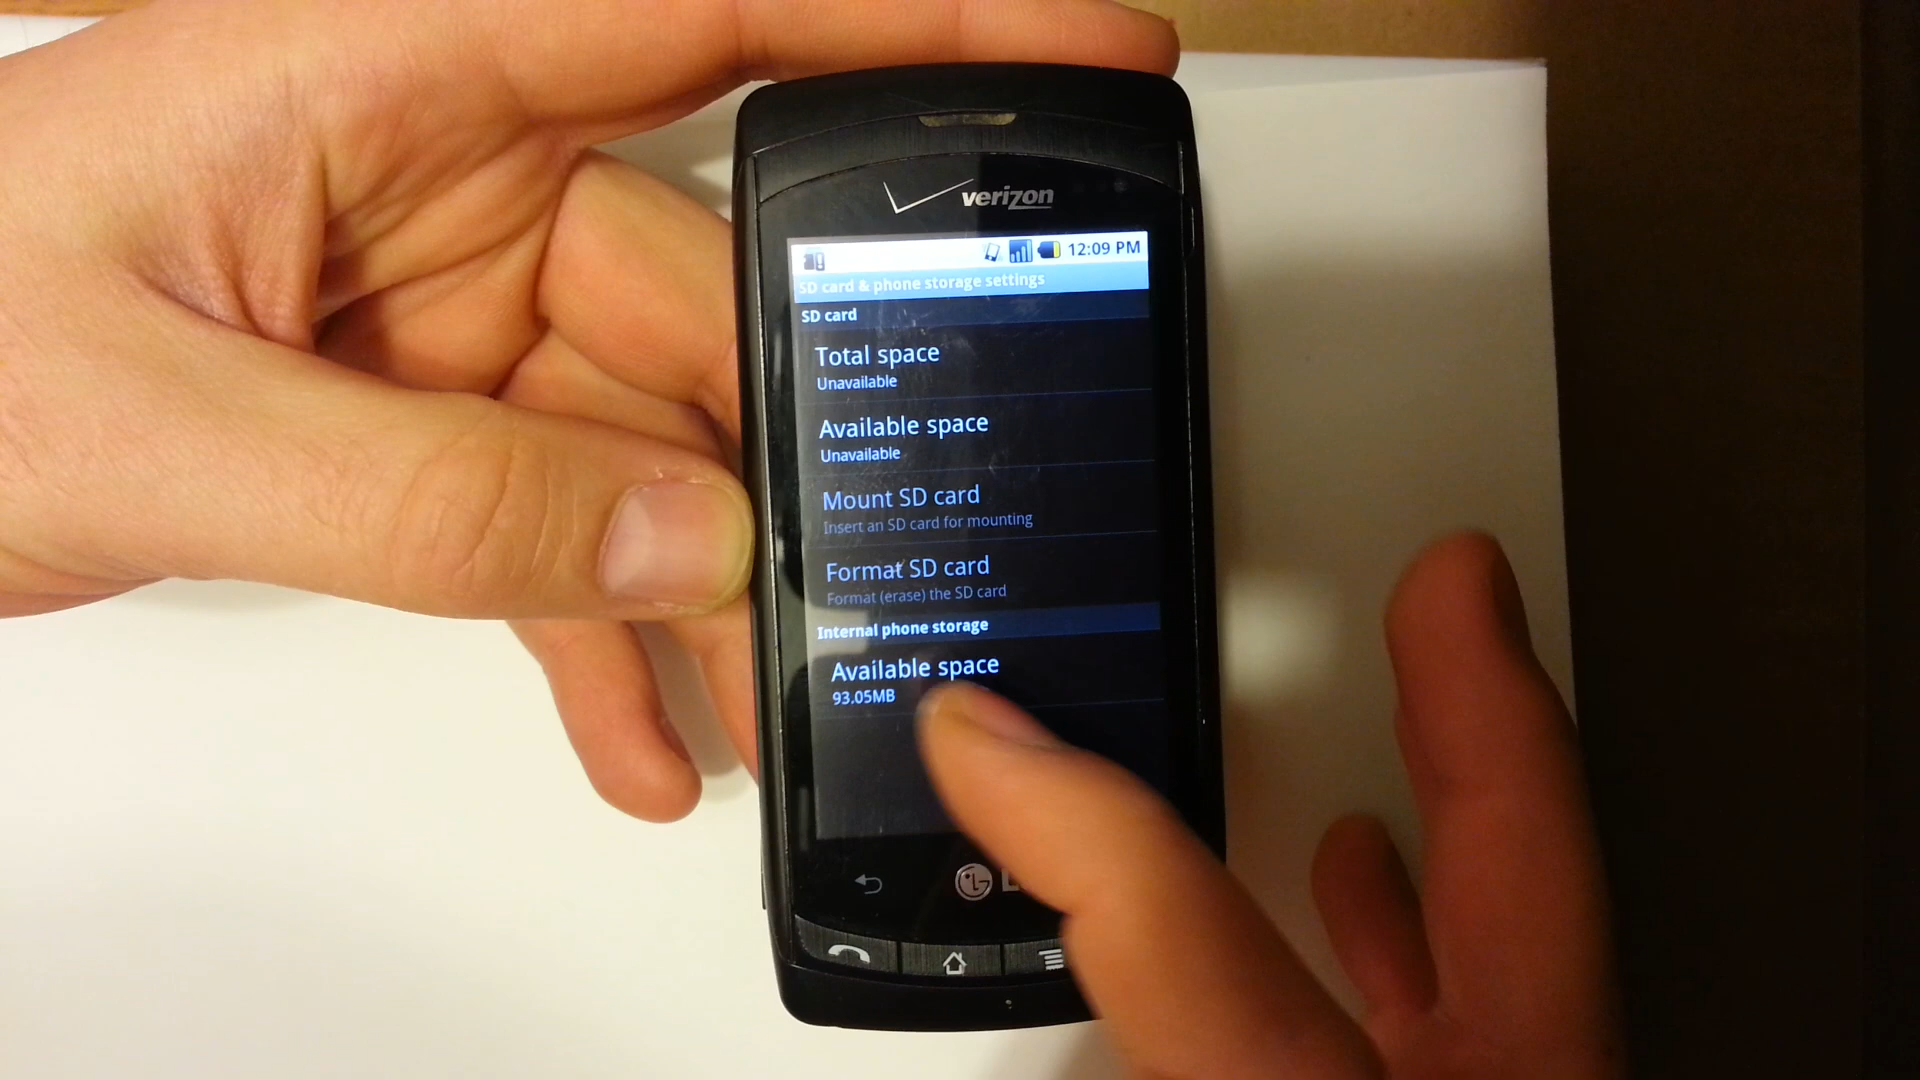 verizon
12:09 PM
SD card & phone storage settings
SD card
Total space
Unavailable
Available space
Unavailable
Mount SD card
Insert an SD card for mounting
Format SD card
Format (erase) the SD card
Internal phone storage
Available space
93.05MB